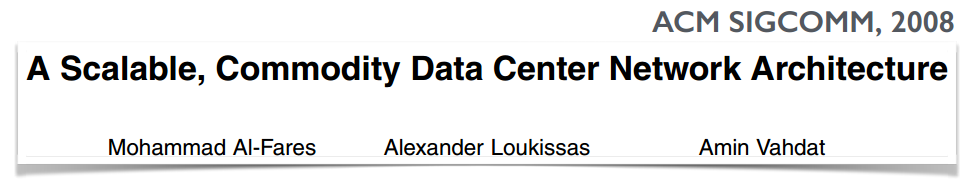 ACM SIGCOMM, 2008
A Scalable, Commodity Data Center Network Architecture
Mohammad Al-Fares Alexander Loukissas Amin Vahdat